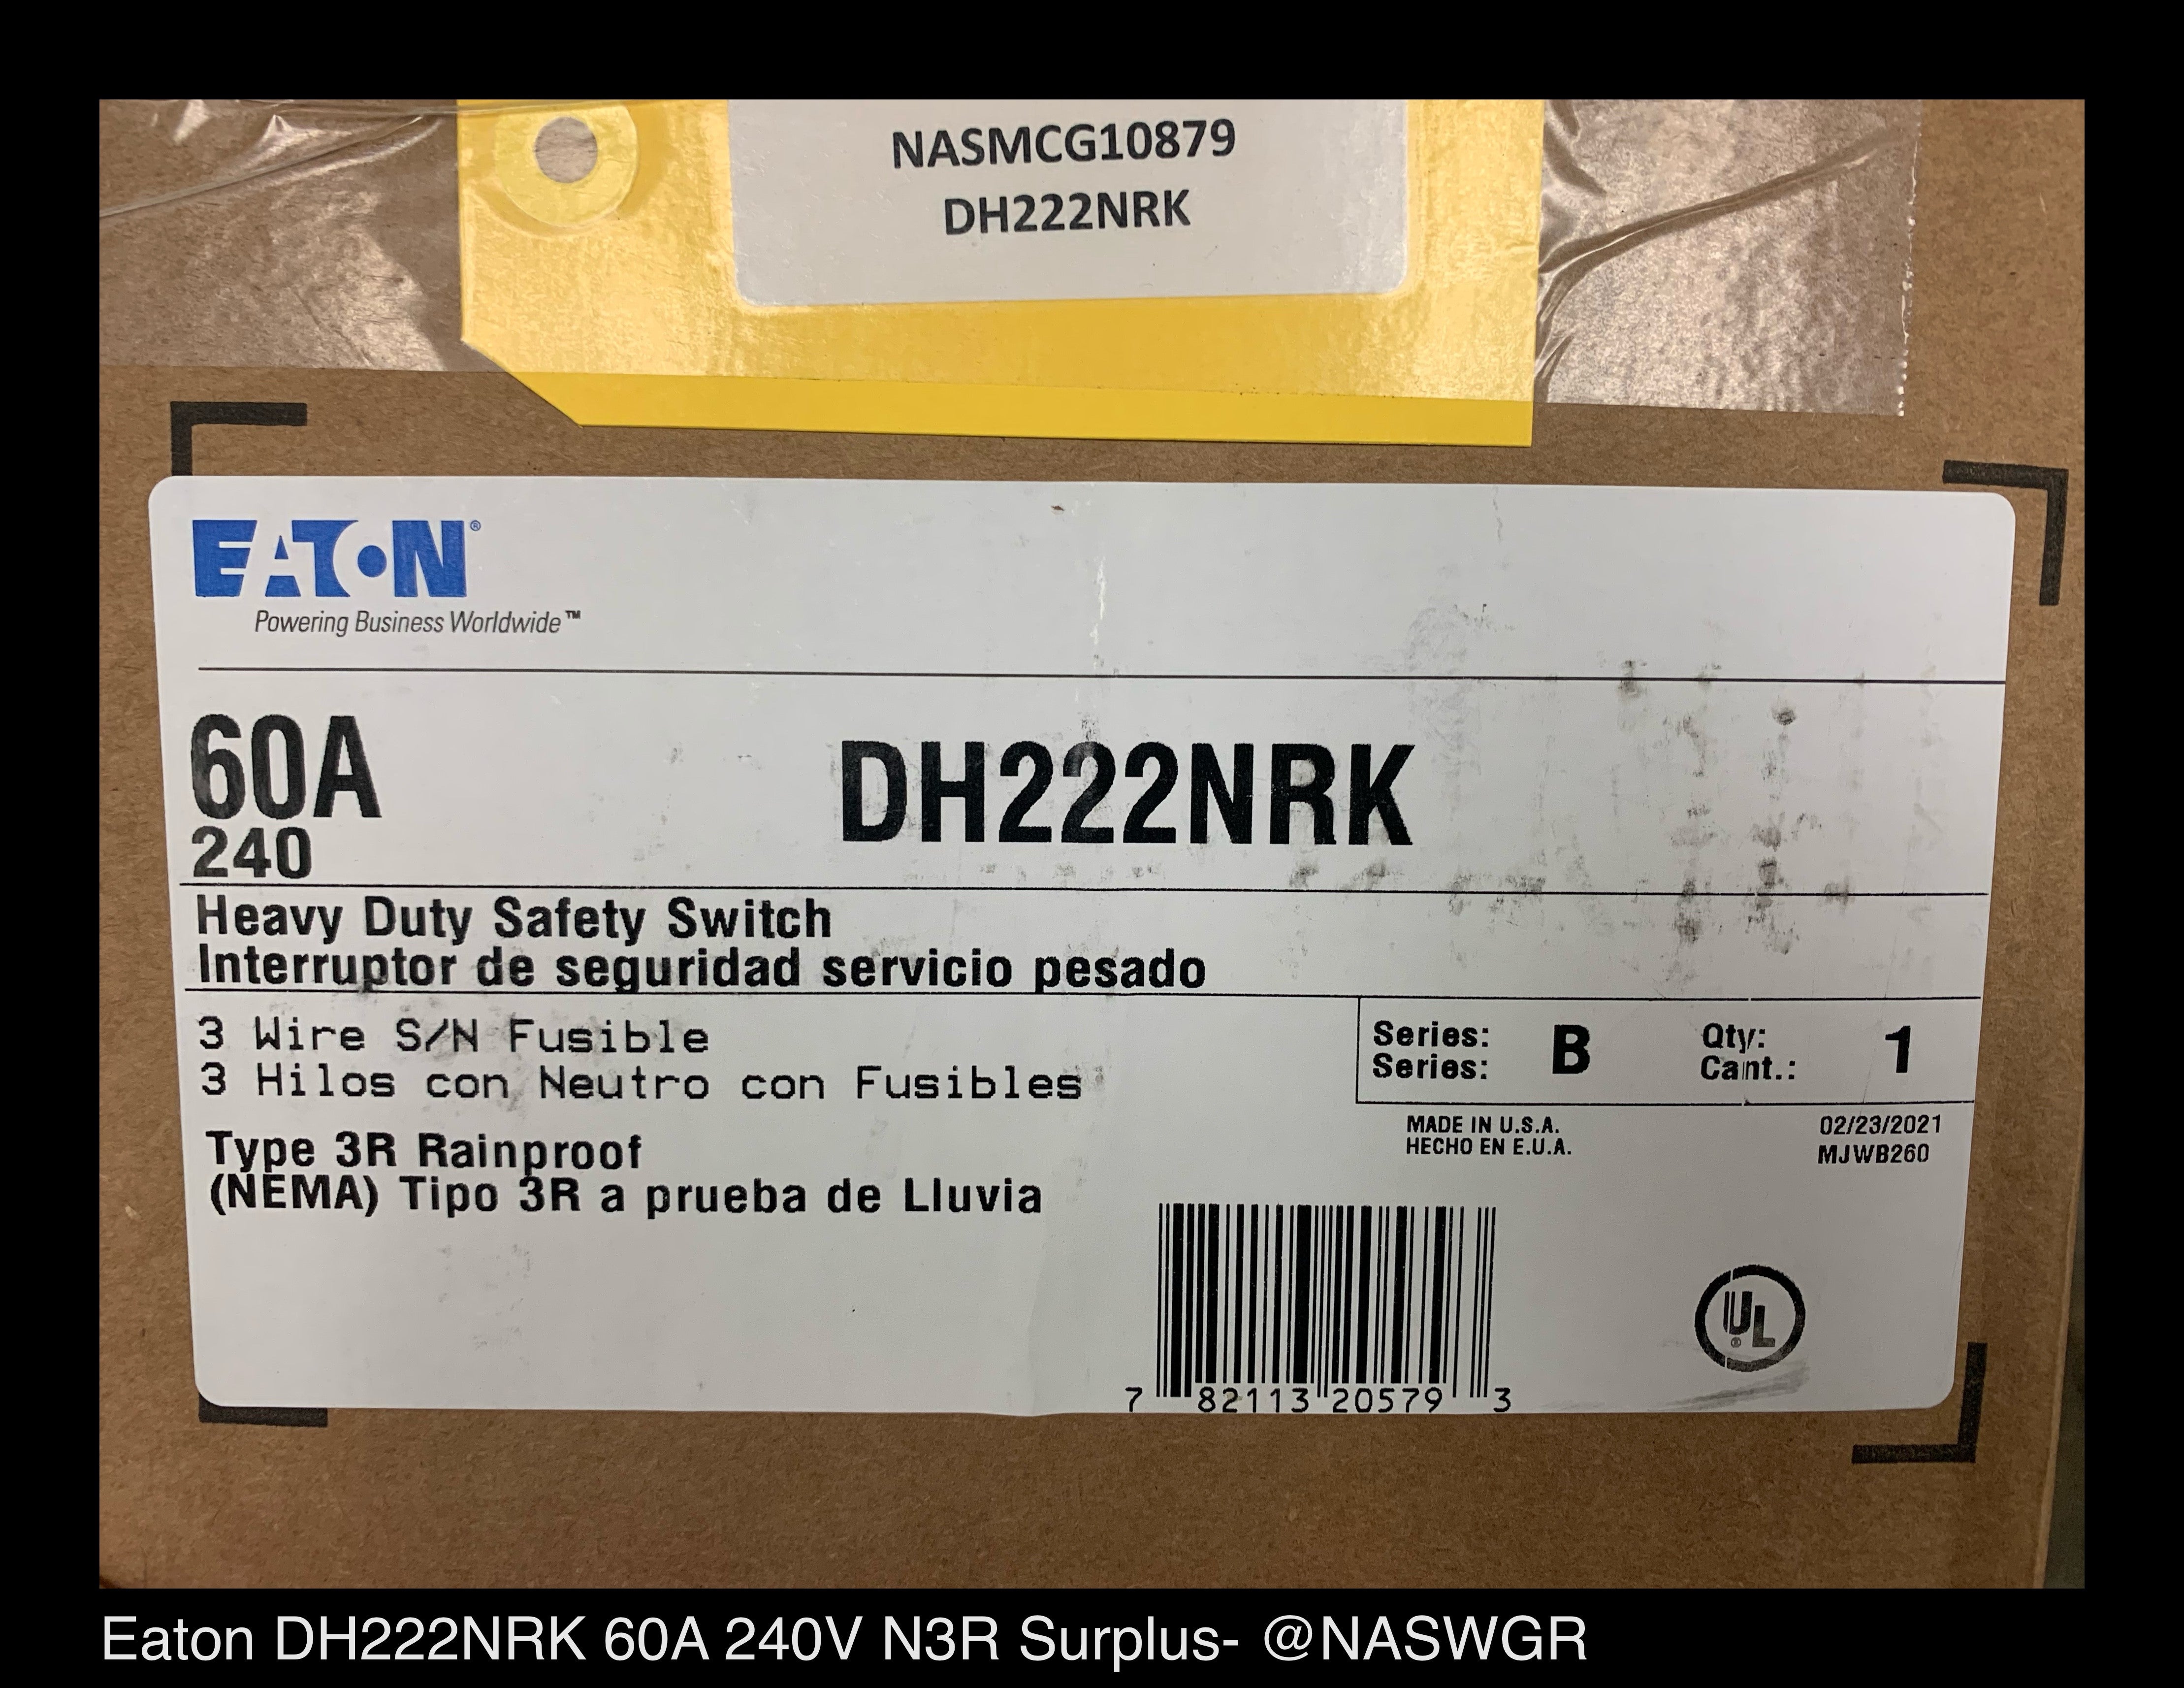 NASMCG10879
DH222NRK
EATON®
Powering Business Worldwide™
60A
240
DH222NRK
Heavy Duty Safety Switch
Interruptor de seguridad servicio pesado
3 Wire S/N Fusible
3 Hilos con Neutro con Fusibles
Series: B Qty: 1
Series: Cant.:
MADE IN U.S.A.
HECHO EN E.U.A.
02/23/2021
MJWB260
Type 3R Rainproof
(NEMA) Tipo 3R a prueba de Lluvia
7 82113 20579 3
UL ®
Eaton DH222NRK 60A 240V N3R Surplus- @NASWGR